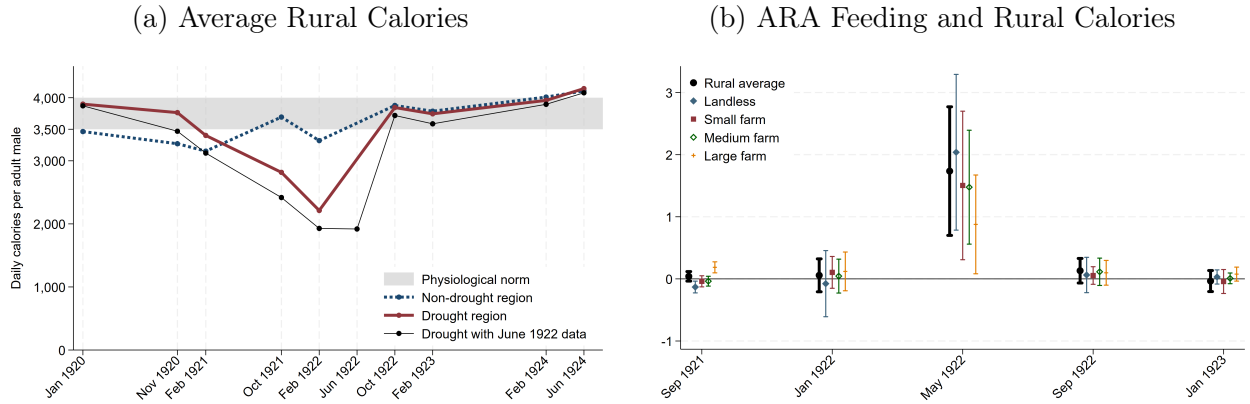 (a) Average Rural Calories
Daily calories per adult male
4,000
3,500
3,000
2,000
1,000
0
Physiological norm
Non-drought region
Drought region
Drought with June 1922 data
Jan 1920
Nov 1920
Feb 1921
Oct 1921
Feb 1922
Jun 1922
Oct 1922
Feb 1923
Feb 1924
Jun 1924
(b) ARA Feeding and Rural Calories
3
2
1
0
-1
Rural average
Landless
Small farm
Medium farm
Large farm
Sep 1921
Jan 1922
May 1922
Sep 1922
Jan 1923